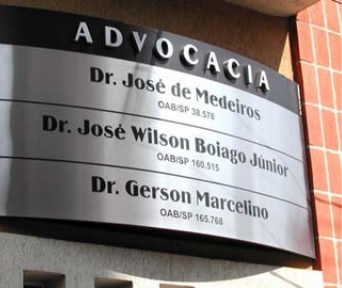 ADVOCACIA
Dr. José de Medeiros
OAB/SP 38.578
Dr. José Wilson Boiago Júnior
OAB/SP 160.515
Dr. Gerson Marcelino
OAB/SP 165.768